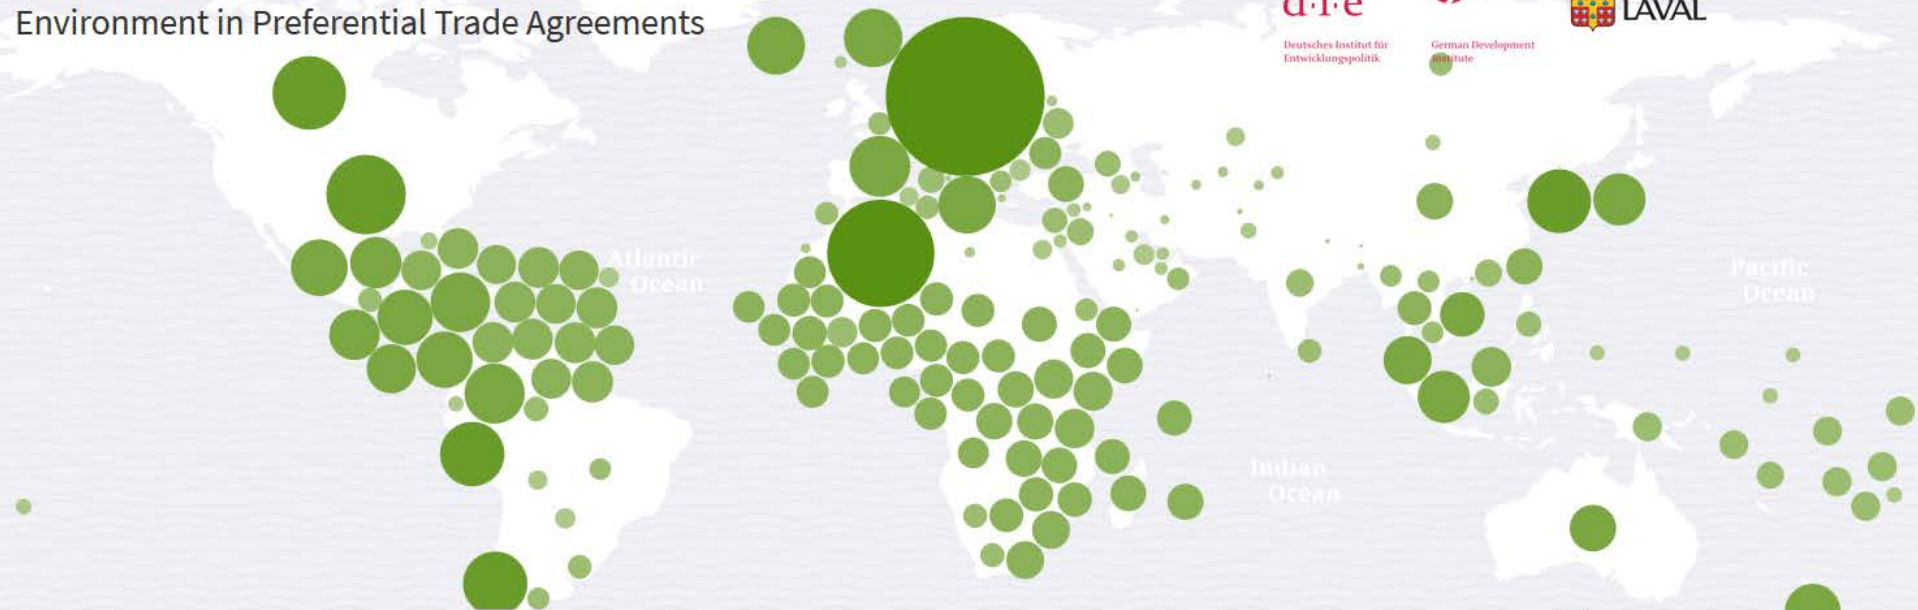 Environment in Preferential Trade Agreements
d·i·e
LAVAL
Deutsches Institut für
Entwicklungspolitik
German Development
Institute
Atlantic
Ocean
Pacific
Ocean
Indian
Ocean